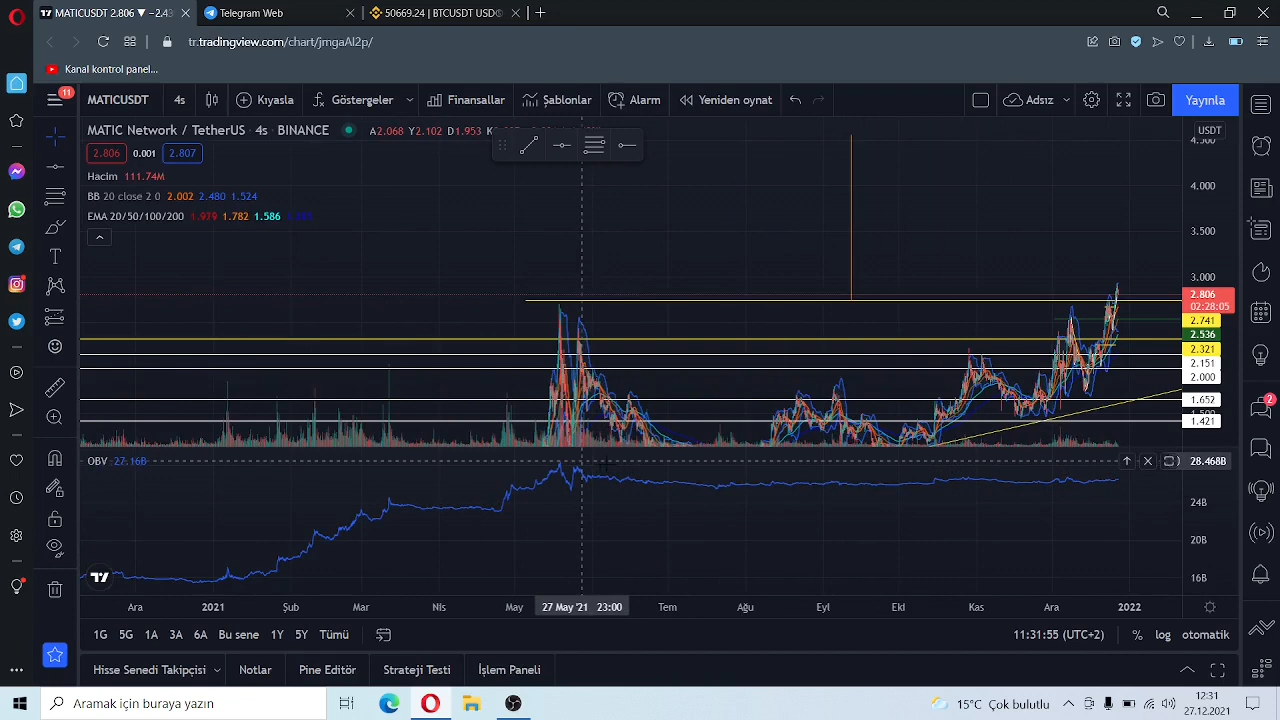 MATICUSDT 2.806 ▼ −2.43
Telegram Web
50669.24 | BTCUSDT USDⓈ
tr.tradingview.com/chart/jmgaAl2p/
Kanal kontrol panel...
11
MATICUSDT
4s
Kıyasla
Göstergeler
Finansallar
Şablonlar
Alarm
Yeniden oynat
Adsız
Yayınla
MATIC Network / TetherUS · 4s · BINANCE
A2.068 Y2.102 D1.953
USDT
2.806
0.001
2.807
Hacim 111.74M
BB 20 close 2 0 2.002 2.480 1.524
EMA 20/50/100/200 1.979 1.782 1.586
4.500
4.000
3.500
3.000
2.806
02:28:05
2.741
2.536
2.321
2.151
2.000
1.652
1.421
2
OBV 27.16B
28.468B
24B
20B
16B
Ara
2021
Şub
Mar
Nis
May
27 May '21 23:00
Tem
Ağu
Eyl
Eki
Kas
Ara
2022
1G
5G
1A
3A
6A
Bu sene
1Y
5Y
Tümü
11:31:55 (UTC+2)
%
log
otomatik
Hisse Senedi Takipçisi
Notlar
Pine Editör
Strateji Testi
İşlem Paneli
Aramak için buraya yazın
15°C Çok bulutlu
12:31
27.12.2021